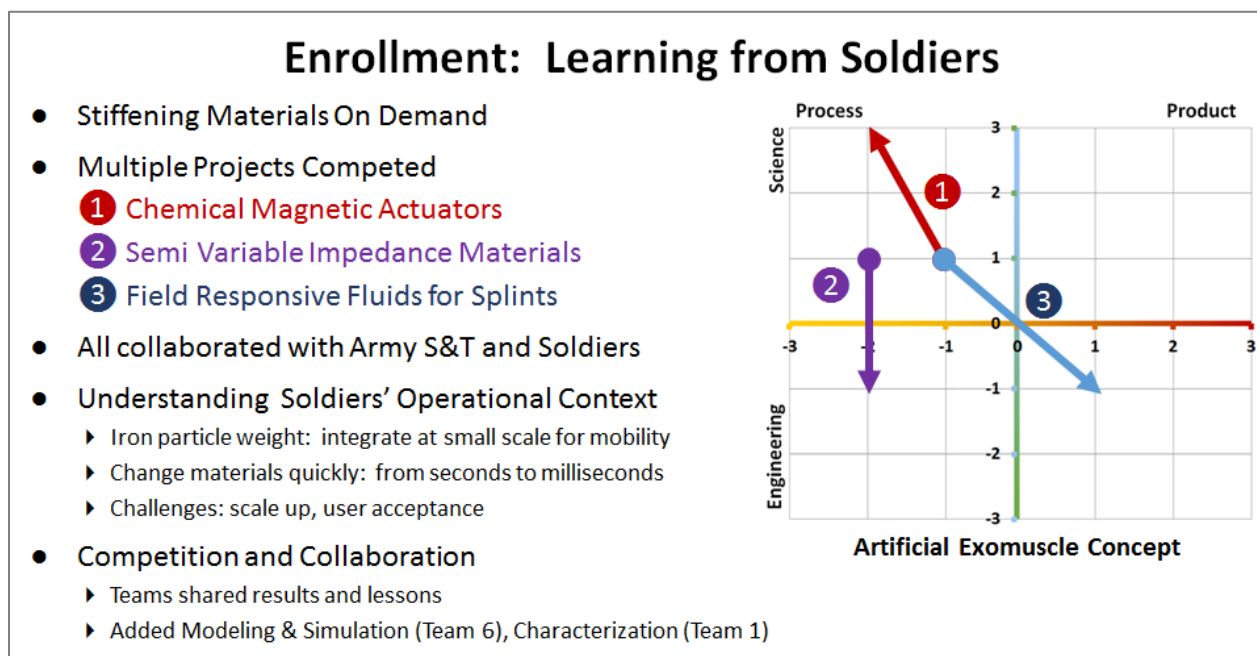 Enrollment:  Learning from Soldiers
● Stiffening Materials On Demand
● Multiple Projects Competed
1 Chemical Magnetic Actuators
2 Semi Variable Impedance Materials
3 Field Responsive Fluids for Splints
● All collaborated with Army S&T and Soldiers
● Understanding Soldiers’ Operational Context
Iron particle weight: integrate at small scale for mobility
Change materials quickly: from seconds to milliseconds
Challenges: scale up, user acceptance
● Competition and Collaboration
Teams shared results and lessons
Added Modeling & Simulation (Team 6), Characterization (Team 1)
Process
Product
Science
Engineering
3
2
1
0
-1
-2
-3
-3
-2
-1
0
1
2
3
1
2
3
Artificial Exomuscle Concept